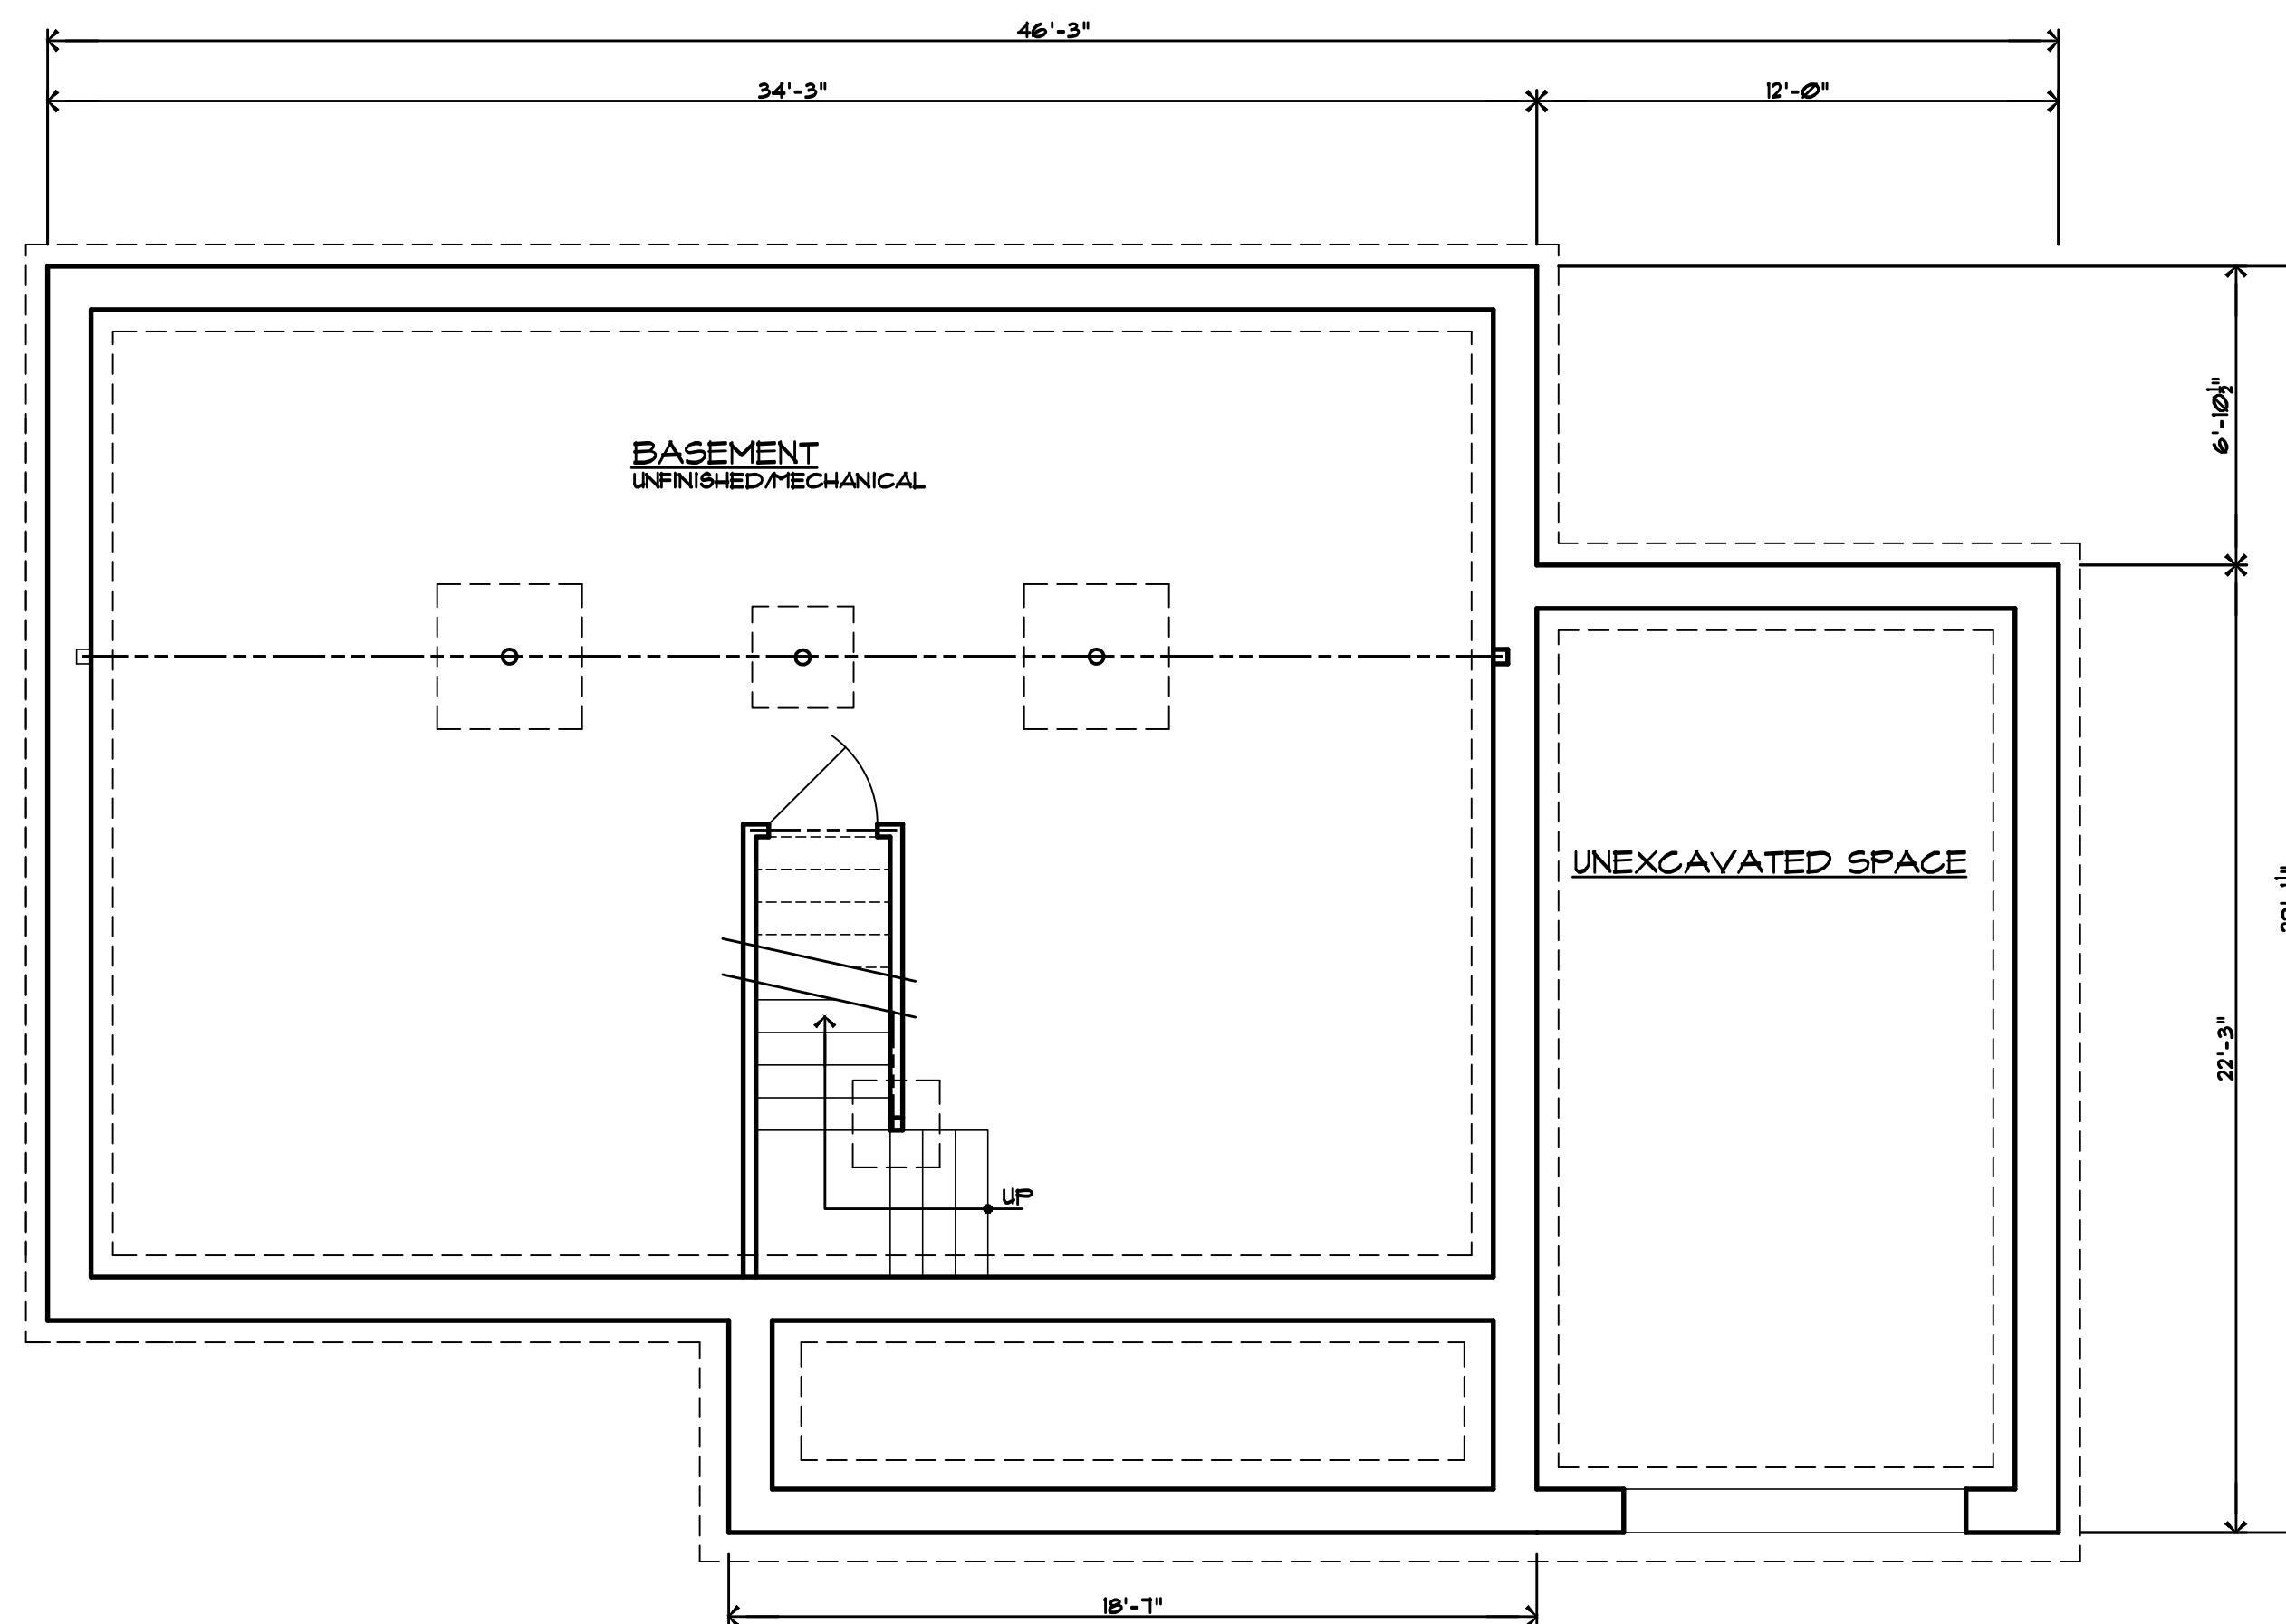 46'-3"
34'-3"
12'-0"
6'-10½"
BASEMENT
UNFINISHED/MECHANICAL
UNEXCAVATED SPACE
22'-3"
UP
18'-7"